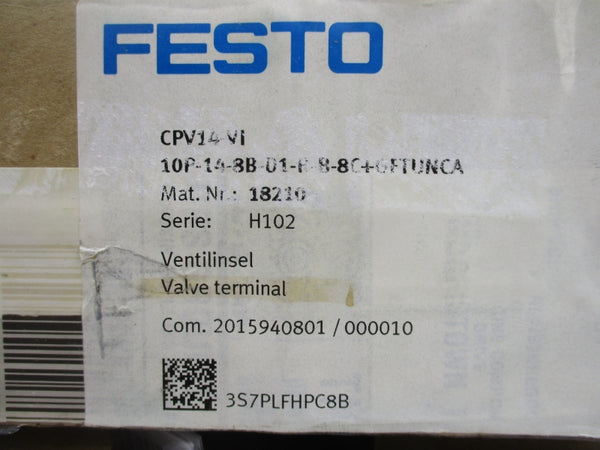 FESTO
CPV14-VI
10P-14-8B-01-R-8-8C+GFTUNCA
Mat. Nr.: 18210
Serie: H102
Ventilinsel
Valve terminal
Com. 2015940801 / 000010
3S7PLFHPC8B